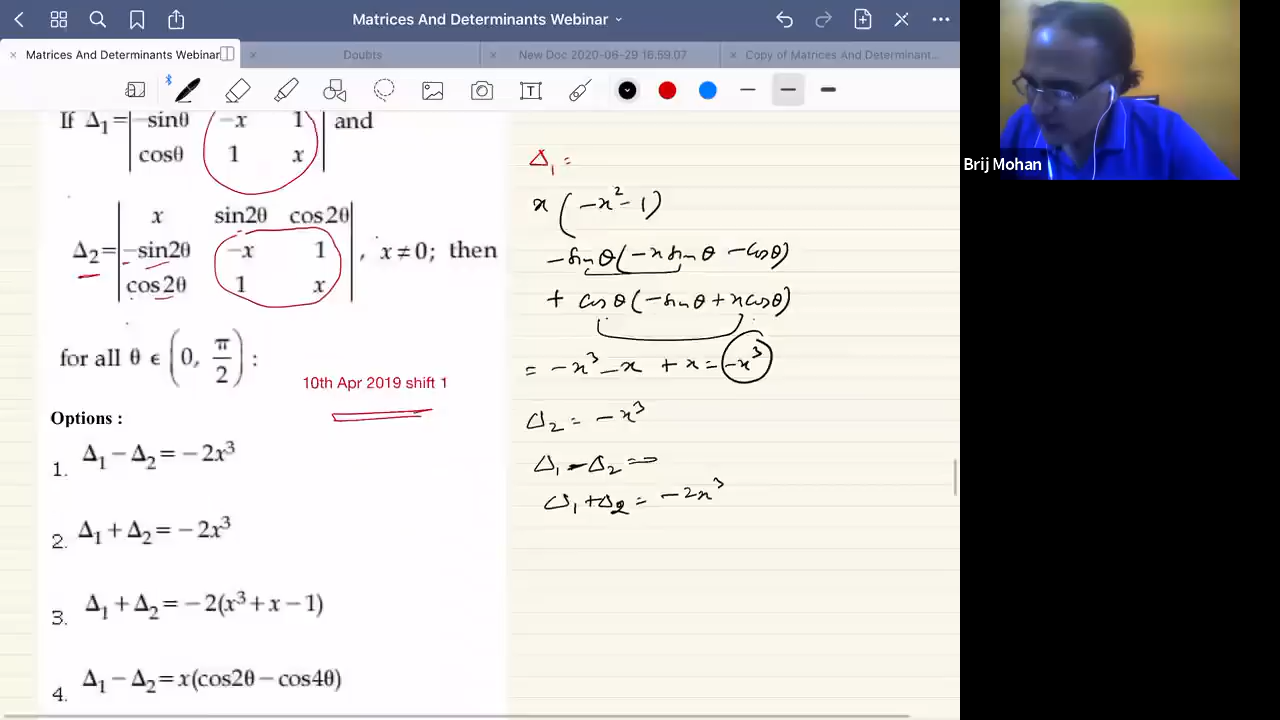 Matrices And Determinants Webinar
Matrices And Determinants Webinar
Doubts
New Doc 2020-06-29 16.59.07
Copy of Matrices And Determinant...
Brij Mohan
If Δ₁= |−sinθ −x 1| and
|cosθ 1 x|
|x sin2θ cos2θ|
Δ₂= |−sin2θ −x 1| , x ≠ 0; then
|cos2θ 1 x|
for all θ ϵ (0, π/2) :
10th Apr 2019 shift 1
Options :
1. Δ₁ − Δ₂ = − 2x³
2. Δ₁ + Δ₂ = − 2x³
3. Δ₁ + Δ₂ = − 2(x³ + x − 1)
4. Δ₁ − Δ₂ = x(cos2θ − cos4θ)
Δ₁ =
x(−x² − 1)
− sinθ(−x sinθ − cosθ)
+ cosθ(− sinθ + x cosθ)
= −x³ − x + x = −x³
Δ₂ = − x³
Δ₁ − Δ₂ =
Δ₁ + Δ₂ = − 2x³